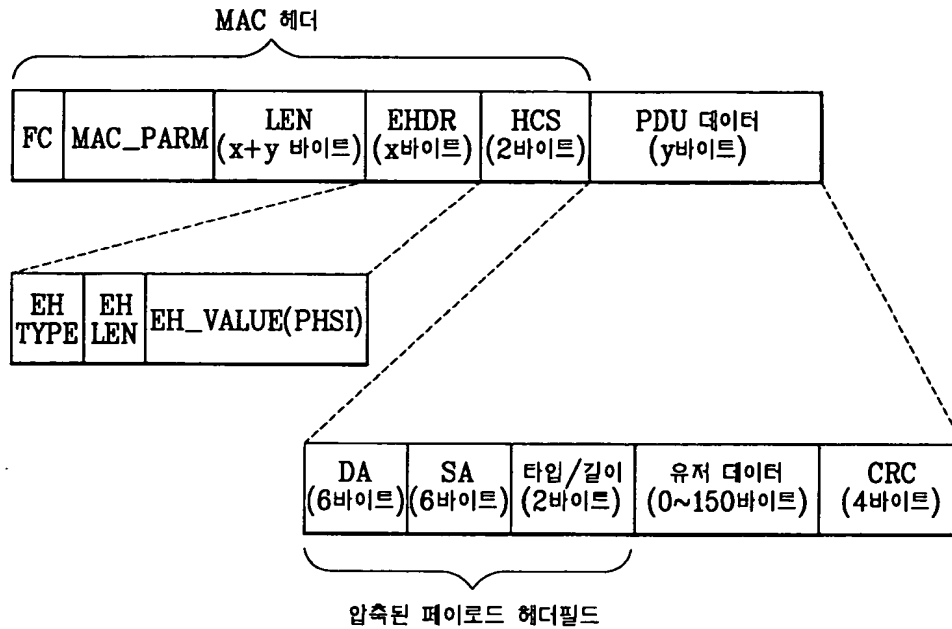 MAC 헤더
FC
MAC_PARM
LEN
(x+y 바이트)
EHDR
(x바이트)
HCS
(2바이트)
PDU 데이터
(y바이트)
EH
TYPE
EH
LEN
EH_VALUE(PHSI)
DA
(6바이트)
SA
(6바이트)
타입/길이
(2바이트)
유저 데이터
(0~150바이트)
CRC
(4바이트)
압축된 페이로드 헤더필드